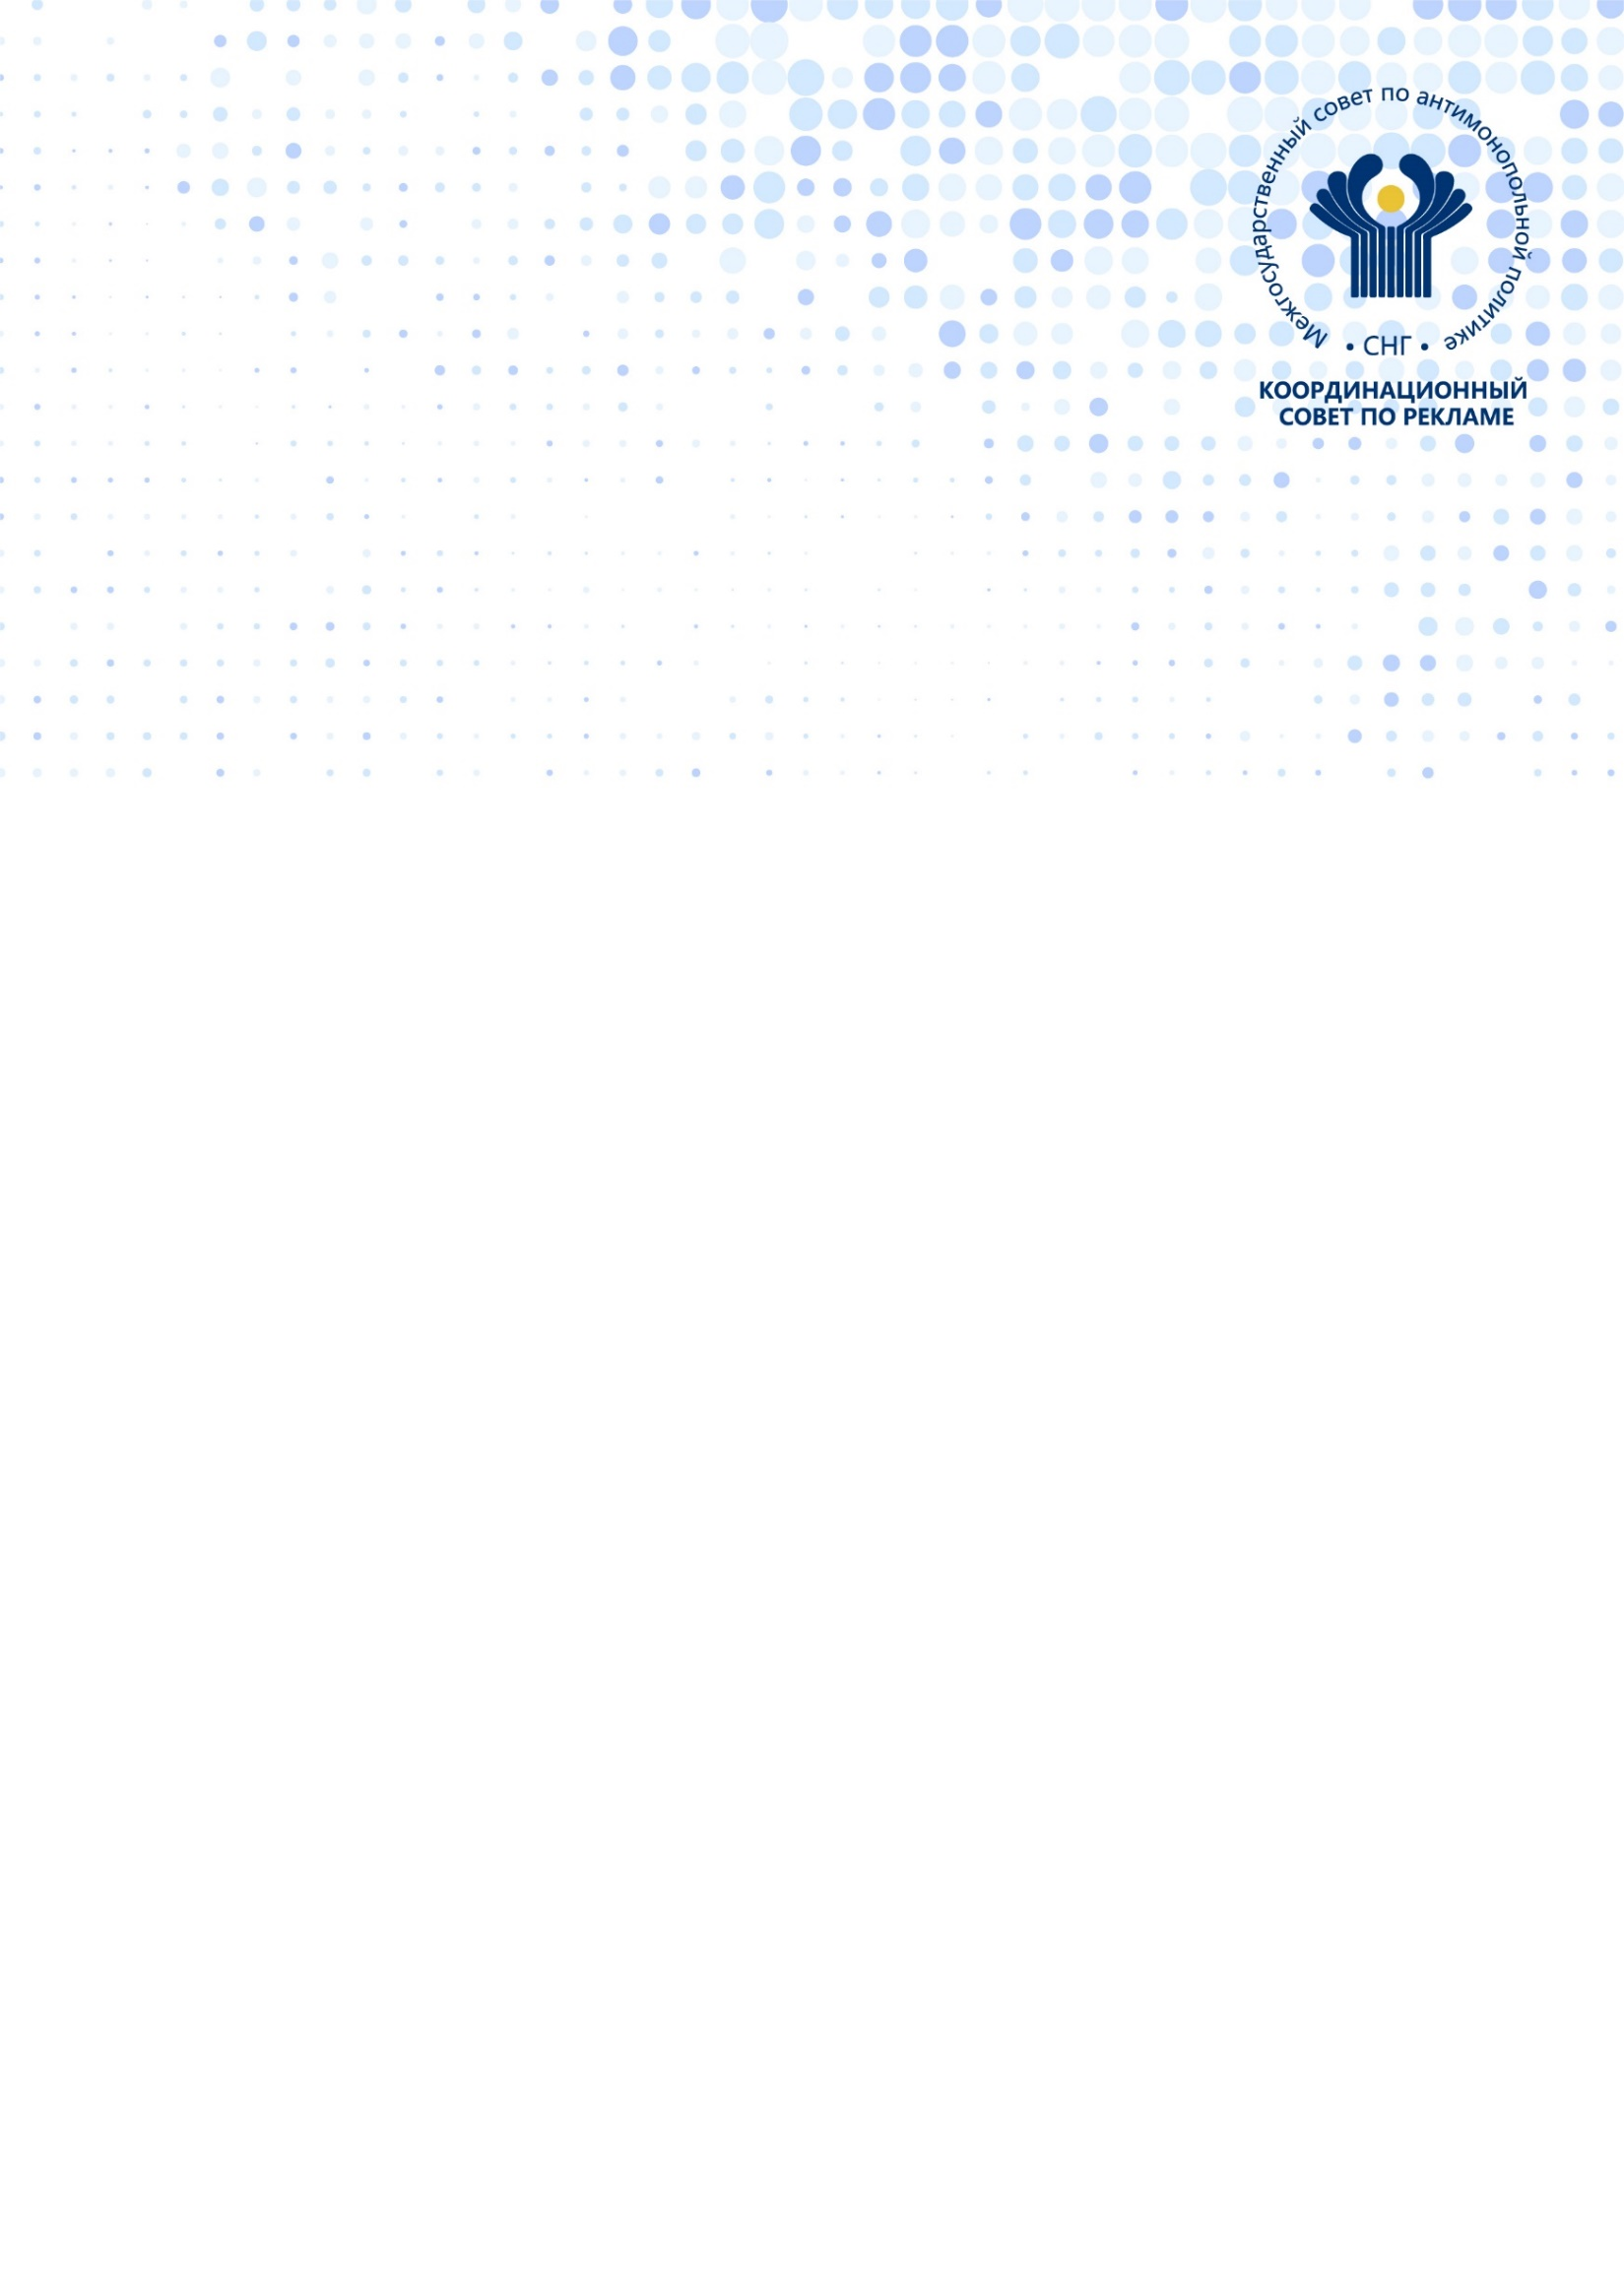 Межгосударственный совет по антимонопольной политике
• СНГ •
КООРДИНАЦИОННЫЙ
СОВЕТ ПО РЕКЛАМЕ